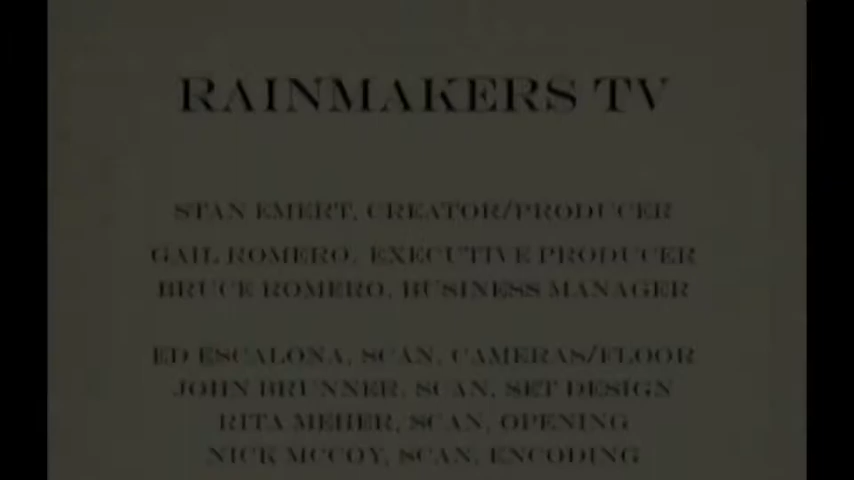 RAINMAKERS TV
STAN EMERT, CREATOR/PRODUCER
GAIL ROMERO, EXECUTIVE PRODUCER
BRUCE ROMERO, BUSINESS MANAGER
ED ESCALONA, SCAN, CAMERAS/FLOOR
JOHN BRUNNER, SCAN, SET DESIGN
RITA MEHER, SCAN, OPENING
NICK MCCOY, SCAN, ENCODING